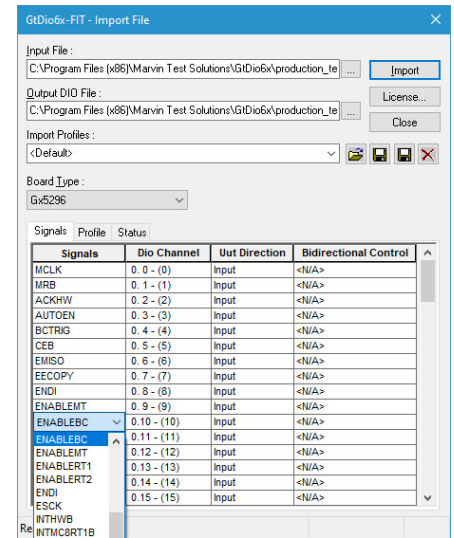 GtDio6x-FIT - Import File
Input File :
C:\Program Files (x86)\Marvin Test Solutions\GtDio6x\production_te ... Import
Output DIO File :
C:\Program Files (x86)\Marvin Test Solutions\GtDio6x\production_te ... License...
Close
Import Profiles :
<Default>
Board Type :
Gx5296
Signals Profile Status
Signals Dio Channel Uut Direction Bidirectional Control
MCLK 0. 0 - (0) Input <N/A>
MRB 0. 1 - (1) Input <N/A>
ACKHW 0. 2 - (2) Input <N/A>
AUTOEN 0. 3 - (3) Input <N/A>
BCTRIG 0. 4 - (4) Input <N/A>
CEB 0. 5 - (5) Input <N/A>
EMISO 0. 6 - (6) Input <N/A>
EECOPY 0. 7 - (7) Input <N/A>
ENDI 0. 8 - (8) Input <N/A>
ENABLEMT 0. 9 - (9) Input <N/A>
ENABLEBC 0.10 - (10) Input <N/A>
ENABLEBC 0.11 - (11) Input <N/A>
ENABLEMT 0.12 - (12) Input <N/A>
ENABLERT1 0.13 - (13) Input <N/A>
ENABLERT2 0.14 - (14) Input <N/A>
ENDI 0.15 - (15) Input <N/A>
ESCK
INTHWB
Re INTMC8RT1B